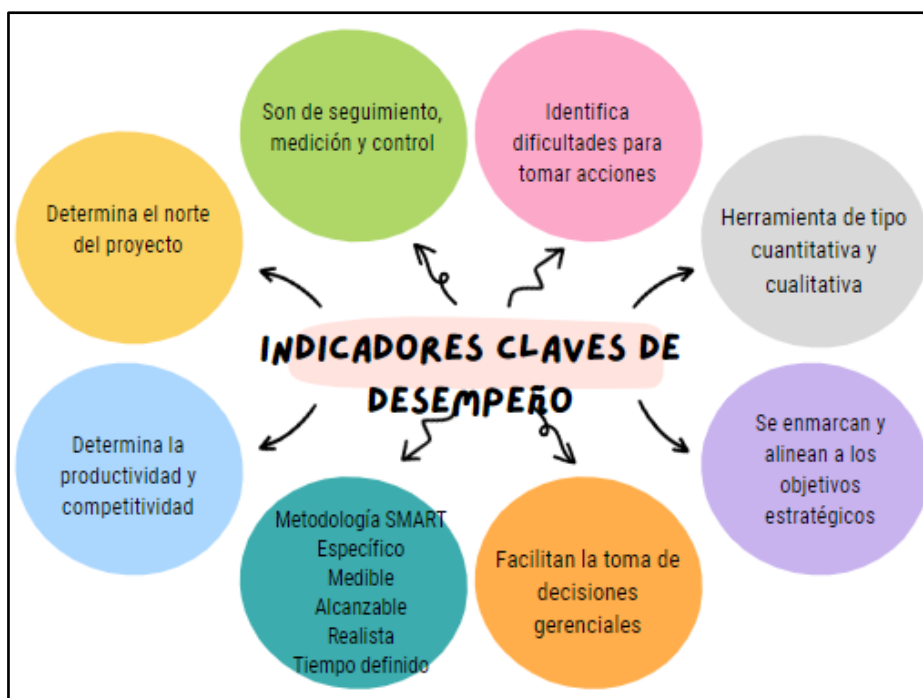 Son de seguimiento,
medición y control
Identifica
dificultades para
tomar acciones
Determina el norte
del proyecto
Herramienta de tipo
cuantitativa y
cualitativa
INDICADORES CLAVES DE
DESEMPEÑO
Determina la
productividad y
competitividad
Se enmarcan y
alinean a los
objetivos
estratégicos
Metodología SMART
Específico
Medible
Alcanzable
Realista
Tiempo definido
Facilitan la toma de
decisiones
gerenciales